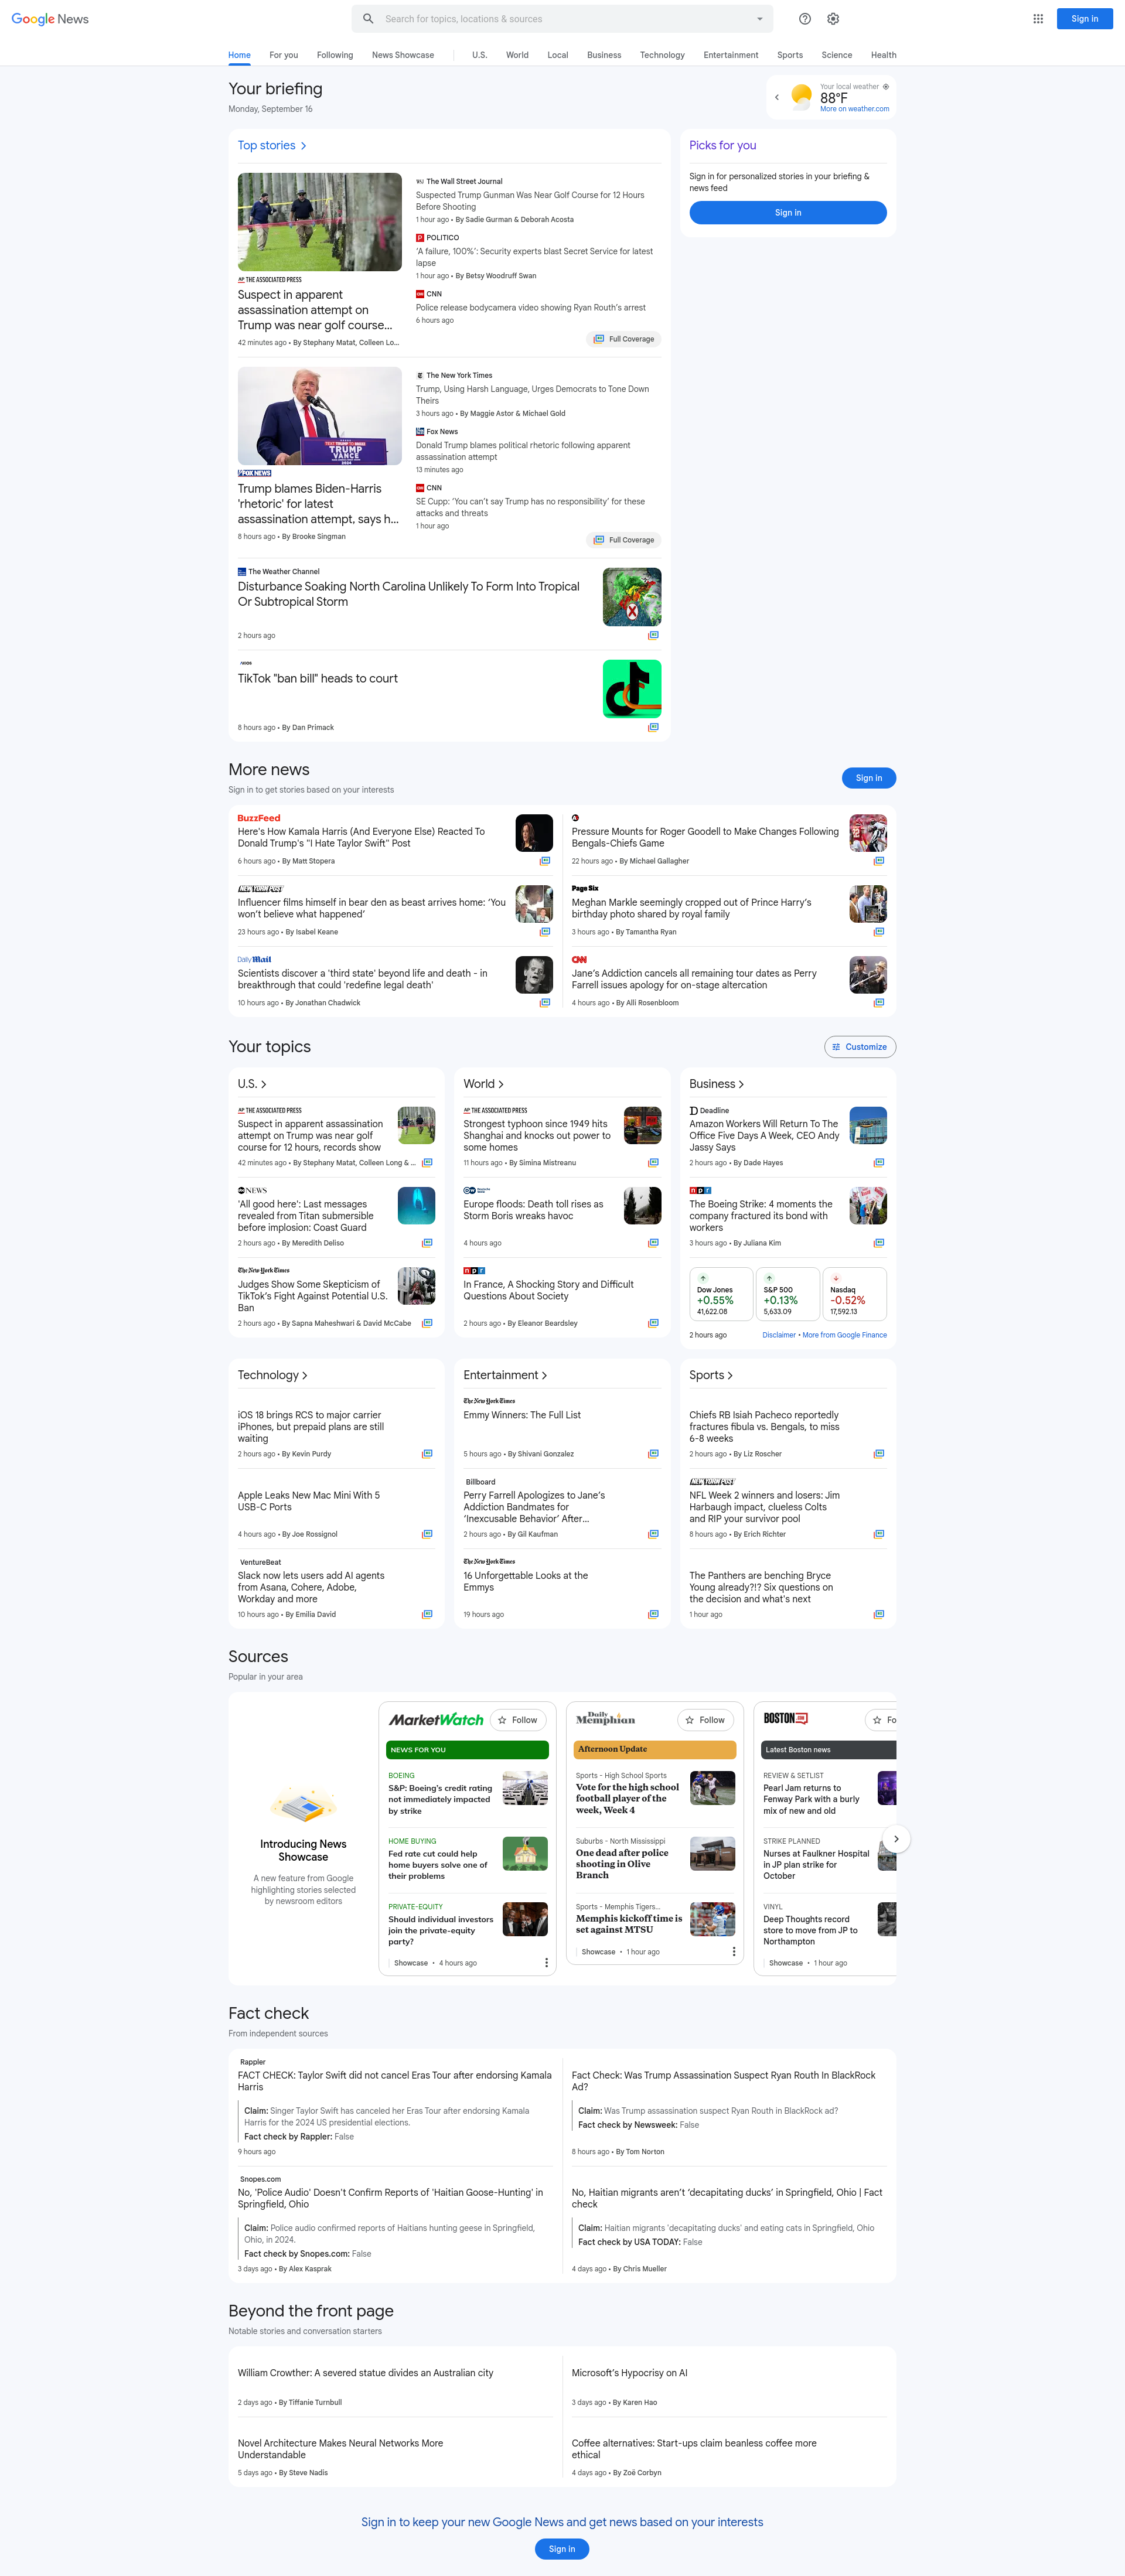 Google News
Search for topics, locations & sources
Sign in
Home
For you
Following
News Showcase
U.S.
World
Local
Business
Technology
Entertainment
Sports
Science
Health
Your briefing
Monday, September 16
Your local weather
88°F
More on weather.com
Top stories
THE ASSOCIATED PRESS
Suspect in apparent
assassination attempt on
Trump was near golf course...
42 minutes ago • By Stephany Matat, Colleen Lo...
The Wall Street Journal
Suspected Trump Gunman Was Near Golf Course for 12 Hours
Before Shooting
1 hour ago • By Sadie Gurman & Deborah Acosta
POLITICO
'A failure, 100%': Security experts blast Secret Service for latest
lapse
1 hour ago • By Betsy Woodruff Swan
CNN
Police release bodycamera video showing Ryan Routh's arrest
6 hours ago
Full Coverage
TRUMP
VANCE
FOX NEWS
Trump blames Biden-Harris
'rhetoric' for latest
assassination attempt, says h...
8 hours ago • By Brooke Singman
The New York Times
Trump, Using Harsh Language, Urges Democrats to Tone Down
Theirs
3 hours ago • By Maggie Astor & Michael Gold
Fox News
Donald Trump blames political rhetoric following apparent
assassination attempt
13 minutes ago
CNN
SE Cupp: 'You can't say Trump has no responsibility' for these
attacks and threats
1 hour ago
Full Coverage
The Weather Channel
Disturbance Soaking North Carolina Unlikely To Form Into Tropical
Or Subtropical Storm
2 hours ago
AXIOS
TikTok "ban bill" heads to court
8 hours ago • By Dan Primack
Picks for you
Sign in for personalized stories in your briefing &
news feed
Sign in
More news
Sign in to get stories based on your interests
Sign in
BuzzFeed
Here's How Kamala Harris (And Everyone Else) Reacted To
Donald Trump's "I Hate Taylor Swift" Post
6 hours ago • By Matt Stopera
Pressure Mounts for Roger Goodell to Make Changes Following
Bengals-Chiefs Game
22 hours ago • By Michael Gallagher
NEW YORK POST
Influencer films himself in bear den as beast arrives home: 'You
won't believe what happened'
23 hours ago • By Isabel Keane
Page Six
Meghan Markle seemingly cropped out of Prince Harry's
birthday photo shared by royal family
3 hours ago • By Tamantha Ryan
Daily Mail
Scientists discover a 'third state' beyond life and death - in
breakthrough that could 'redefine legal death'
10 hours ago • By Jonathan Chadwick
CNN
Jane's Addiction cancels all remaining tour dates as Perry
Farrell issues apology for on-stage altercation
4 hours ago • By Alli Rosenbloom
Your topics
Customize
U.S.
THE ASSOCIATED PRESS
Suspect in apparent assassination
attempt on Trump was near golf
course for 12 hours, records show
42 minutes ago • By Stephany Matat, Colleen Long & ...
abc NEWS
'All good here': Last messages
revealed from Titan submersible
before implosion: Coast Guard
2 hours ago • By Meredith Deliso
The New York Times
Judges Show Some Skepticism of
TikTok's Fight Against Potential U.S.
Ban
2 hours ago • By Sapna Maheshwari & David McCabe
World
THE ASSOCIATED PRESS
Strongest typhoon since 1949 hits
Shanghai and knocks out power to
some homes
11 hours ago • By Simina Mistreanu
Europe floods: Death toll rises as
Storm Boris wreaks havoc
4 hours ago
npr
In France, A Shocking Story and Difficult
Questions About Society
2 hours ago • By Eleanor Beardsley
Business
Deadline
Amazon Workers Will Return To The
Office Five Days A Week, CEO Andy
Jassy Says
2 hours ago • By Dade Hayes
npr
The Boeing Strike: 4 moments the
company fractured its bond with
workers
3 hours ago • By Juliana Kim
Dow Jones
+0.55%
41,622.08
S&P 500
+0.13%
5,633.09
Nasdaq
-0.52%
17,592.13
2 hours ago
Disclaimer • More from Google Finance
Technology
iOS 18 brings RCS to major carrier
iPhones, but prepaid plans are still
waiting
2 hours ago • By Kevin Purdy
Apple Leaks New Mac Mini With 5
USB-C Ports
4 hours ago • By Joe Rossignol
VentureBeat
Slack now lets users add AI agents
from Asana, Cohere, Adobe,
Workday and more
10 hours ago • By Emilia David
Entertainment
The New York Times
Emmy Winners: The Full List
5 hours ago • By Shivani Gonzalez
Billboard
Perry Farrell Apologizes to Jane's
Addiction Bandmates for
'Inexcusable Behavior' After...
2 hours ago • By Gil Kaufman
The New York Times
16 Unforgettable Looks at the
Emmys
19 hours ago
Sports
Chiefs RB Isiah Pacheco reportedly
fractures fibula vs. Bengals, to miss
6-8 weeks
2 hours ago • By Liz Roscher
NEW YORK POST
NFL Week 2 winners and losers: Jim
Harbaugh impact, clueless Colts
and RIP your survivor pool
8 hours ago • By Erich Richter
The Panthers are benching Bryce
Young already?!? Six questions on
the decision and what's next
1 hour ago
Sources
Popular in your area
Introducing News
Showcase
A new feature from Google
highlighting stories selected
by newsroom editors
MarketWatch
Follow
NEWS FOR YOU
BOEING
S&P: Boeing's credit rating
not immediately impacted
by strike
HOME BUYING
Fed rate cut could help
home buyers solve one of
their problems
PRIVATE-EQUITY
Should individual investors
join the private-equity
party?
Showcase • 4 hours ago
Daily Memphian
Follow
Afternoon Update
Sports - High School Sports
Vote for the high school
football player of the
week, Week 4
Suburbs - North Mississippi
One dead after police
shooting in Olive
Branch
Sports - Memphis Tigers...
Memphis kickoff time is
set against MTSU
Showcase • 1 hour ago
BOSTON.COM
Fo
Latest Boston news
REVIEW & SETLIST
Pearl Jam returns to
Fenway Park with a burly
mix of new and old
STRIKE PLANNED
Nurses at Faulkner Hospital
in JP plan strike for
October
VINYL
Deep Thoughts record
store to move from JP to
Northampton
Showcase • 1 hour ago
Fact check
From independent sources
Rappler
FACT CHECK: Taylor Swift did not cancel Eras Tour after endorsing Kamala
Harris
Claim: Singer Taylor Swift has canceled her Eras Tour after endorsing Kamala
Harris for the 2024 US presidential elections.
Fact check by Rappler: False
9 hours ago
Fact Check: Was Trump Assassination Suspect Ryan Routh In BlackRock
Ad?
Claim: Was Trump assassination suspect Ryan Routh in BlackRock ad?
Fact check by Newsweek: False
8 hours ago • By Tom Norton
Snopes.com
No, 'Police Audio' Doesn't Confirm Reports of 'Haitian Goose-Hunting' in
Springfield, Ohio
Claim: Police audio confirmed reports of Haitians hunting geese in Springfield,
Ohio, in 2024.
Fact check by Snopes.com: False
3 days ago • By Alex Kasprak
No, Haitian migrants aren't 'decapitating ducks' in Springfield, Ohio | Fact
check
Claim: Haitian migrants 'decapitating ducks' and eating cats in Springfield, Ohio
Fact check by USA TODAY: False
4 days ago • By Chris Mueller
Beyond the front page
Notable stories and conversation starters
William Crowther: A severed statue divides an Australian city
2 days ago • By Tiffanie Turnbull
Microsoft's Hypocrisy on AI
3 days ago • By Karen Hao
Novel Architecture Makes Neural Networks More
Understandable
5 days ago • By Steve Nadis
Coffee alternatives: Start-ups claim beanless coffee more
ethical
4 days ago • By Zoë Corbyn
Sign in to keep your new Google News and get news based on your interests
Sign in